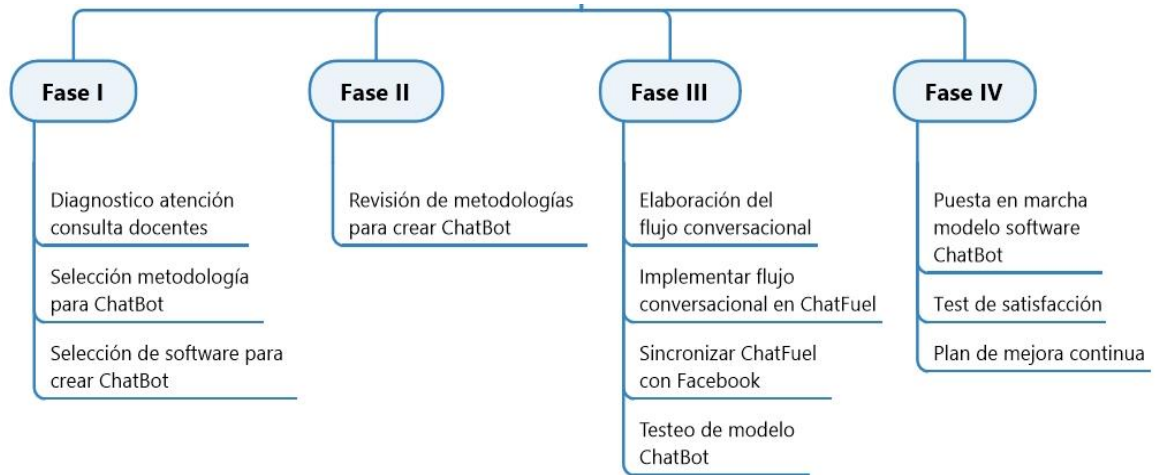 Fase I
Diagnostico atención
consulta docentes
Selección metodología
para ChatBot
Selección de software para
crear ChatBot
Fase II
Revisión de metodologías
para crear ChatBot
Fase III
Elaboración del
flujo conversacional
Implementar flujo
conversacional en ChatFuel
Sincronizar ChatFuel
con Facebook
Testeo de modelo
ChatBot
Fase IV
Puesta en marcha
modelo software
ChatBot
Test de satisfacción
Plan de mejora continua